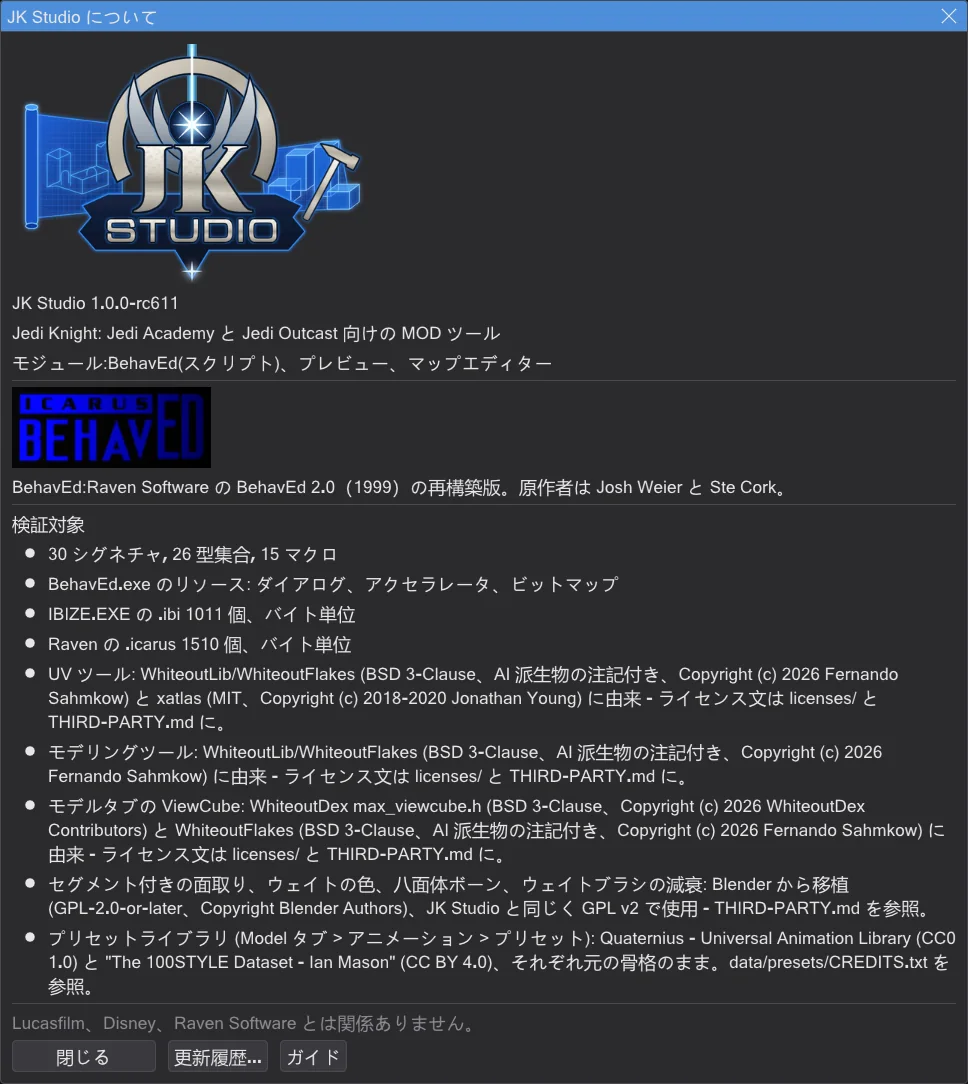 JK Studio について
JK
STUDIO
JK Studio 1.0.0-rc611
Jedi Knight: Jedi Academy と Jedi Outcast 向けの MOD ツール
モジュール:BehavEd(スクリプト)、プレビュー、マップエディター
ICARUS
BEHAVED
BehavEd:Raven Software の BehavEd 2.0（1999）の再構築版。原作者は Josh Weier と Ste Cork。
検証対象
● 30 シグネチャ, 26 型集合, 15 マクロ
● BehavEd.exe のリソース: ダイアログ、アクセラレータ、ビットマップ
● IBIZE.EXE の .ibi 1011 個、バイト単位
● Raven の .icarus 1510 個、バイト単位
● UV ツール: WhiteoutLib/WhiteoutFlakes (BSD 3-Clause、AI 派生物の注記付き、Copyright (c) 2026 Fernando
Sahmkow) と xatlas (MIT、Copyright (c) 2018-2020 Jonathan Young) に由来 - ライセンス文は licenses/ と
THIRD-PARTY.md に。
● モデリングツール: WhiteoutLib/WhiteoutFlakes (BSD 3-Clause、AI 派生物の注記付き、Copyright (c) 2026
Fernando Sahmkow) に由来 - ライセンス文は licenses/ と THIRD-PARTY.md に。
● モデルタブの ViewCube: WhiteoutDex max_viewcube.h (BSD 3-Clause、Copyright (c) 2026 WhiteoutDex
Contributors) と WhiteoutFlakes (BSD 3-Clause、AI 派生物の注記付き、Copyright (c) 2026 Fernando Sahmkow) に
由来 - ライセンス文は licenses/ と THIRD-PARTY.md に。
● セグメント付きの面取り、ウェイトの色、八面体ボーン、ウェイトブラシの減衰: Blender から移植
(GPL-2.0-or-later、Copyright Blender Authors)、JK Studio と同じく GPL v2 で使用 - THIRD-PARTY.md を参照。
● プリセットライブラリ (Model タブ > アニメーション > プリセット): Quaternius - Universal Animation Library (CC0
1.0) と "The 100STYLE Dataset - Ian Mason" (CC BY 4.0)、それぞれ元の骨格のまま。data/presets/CREDITS.txt を
参照。
Lucasfilm、Disney、Raven Software とは関係ありません。
閉じる
更新履歴...
ガイド